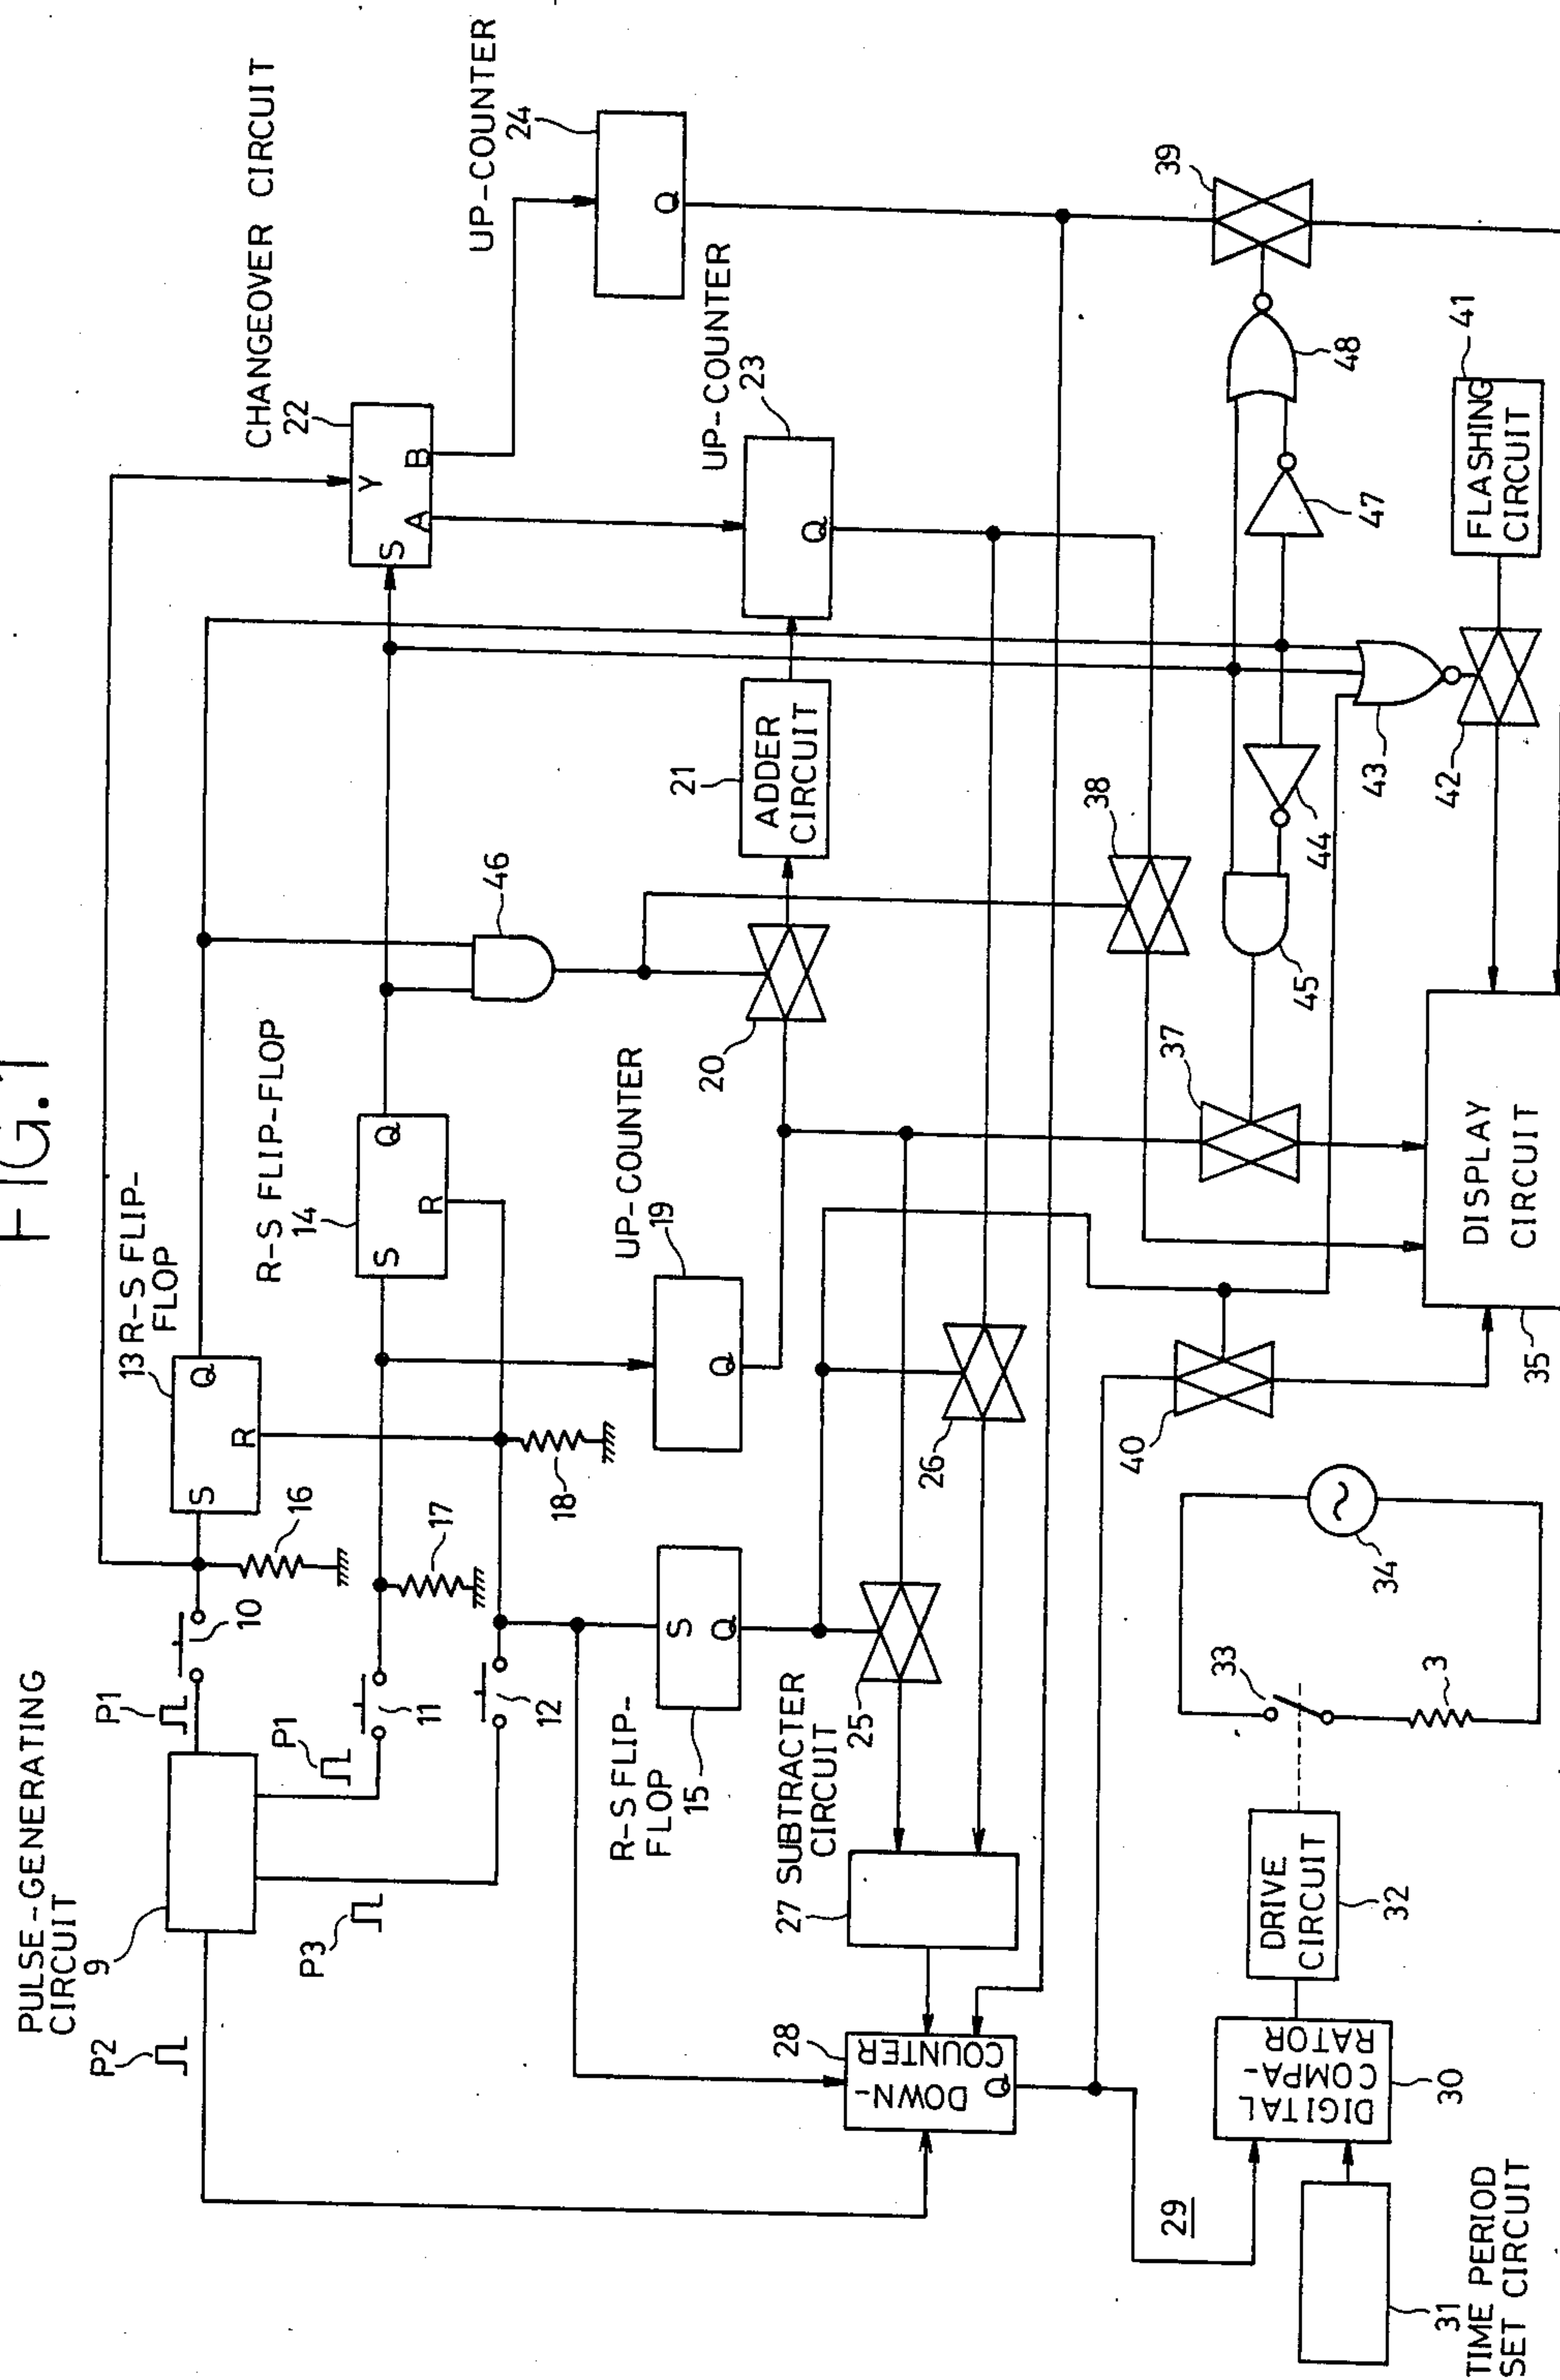 FIG.1
PULSE-GENERATING
CIRCUIT
9
P2
P1
P1
P3
10
11
12
16
17
18
13 R-S FLIP-
FLOP
S
Q
R
R-S FLIP-FLOP
14
S
Q
R
R-S FLIP-
FLOP
15
S
Q
UP-COUNTER
19
Q
46
20
21
ADDER
CIRCUIT
CHANGEOVER CIRCUIT
22
Y
S
A
B
UP-COUNTER
23
Q
UP-COUNTER
24
Q
25
26
27 SUBTRACTER
CIRCUIT
28
DOWN-
COUNTER
Q
29
DIGITAL
COMPA-
RATOR
30
31
TIME PERIOD
SET CIRCUIT
DRIVE
CIRCUIT
32
33
3
34
40
35
DISPLAY
CIRCUIT
37
38
39
45
44
47
48
43
42
41
FLASHING
CIRCUIT